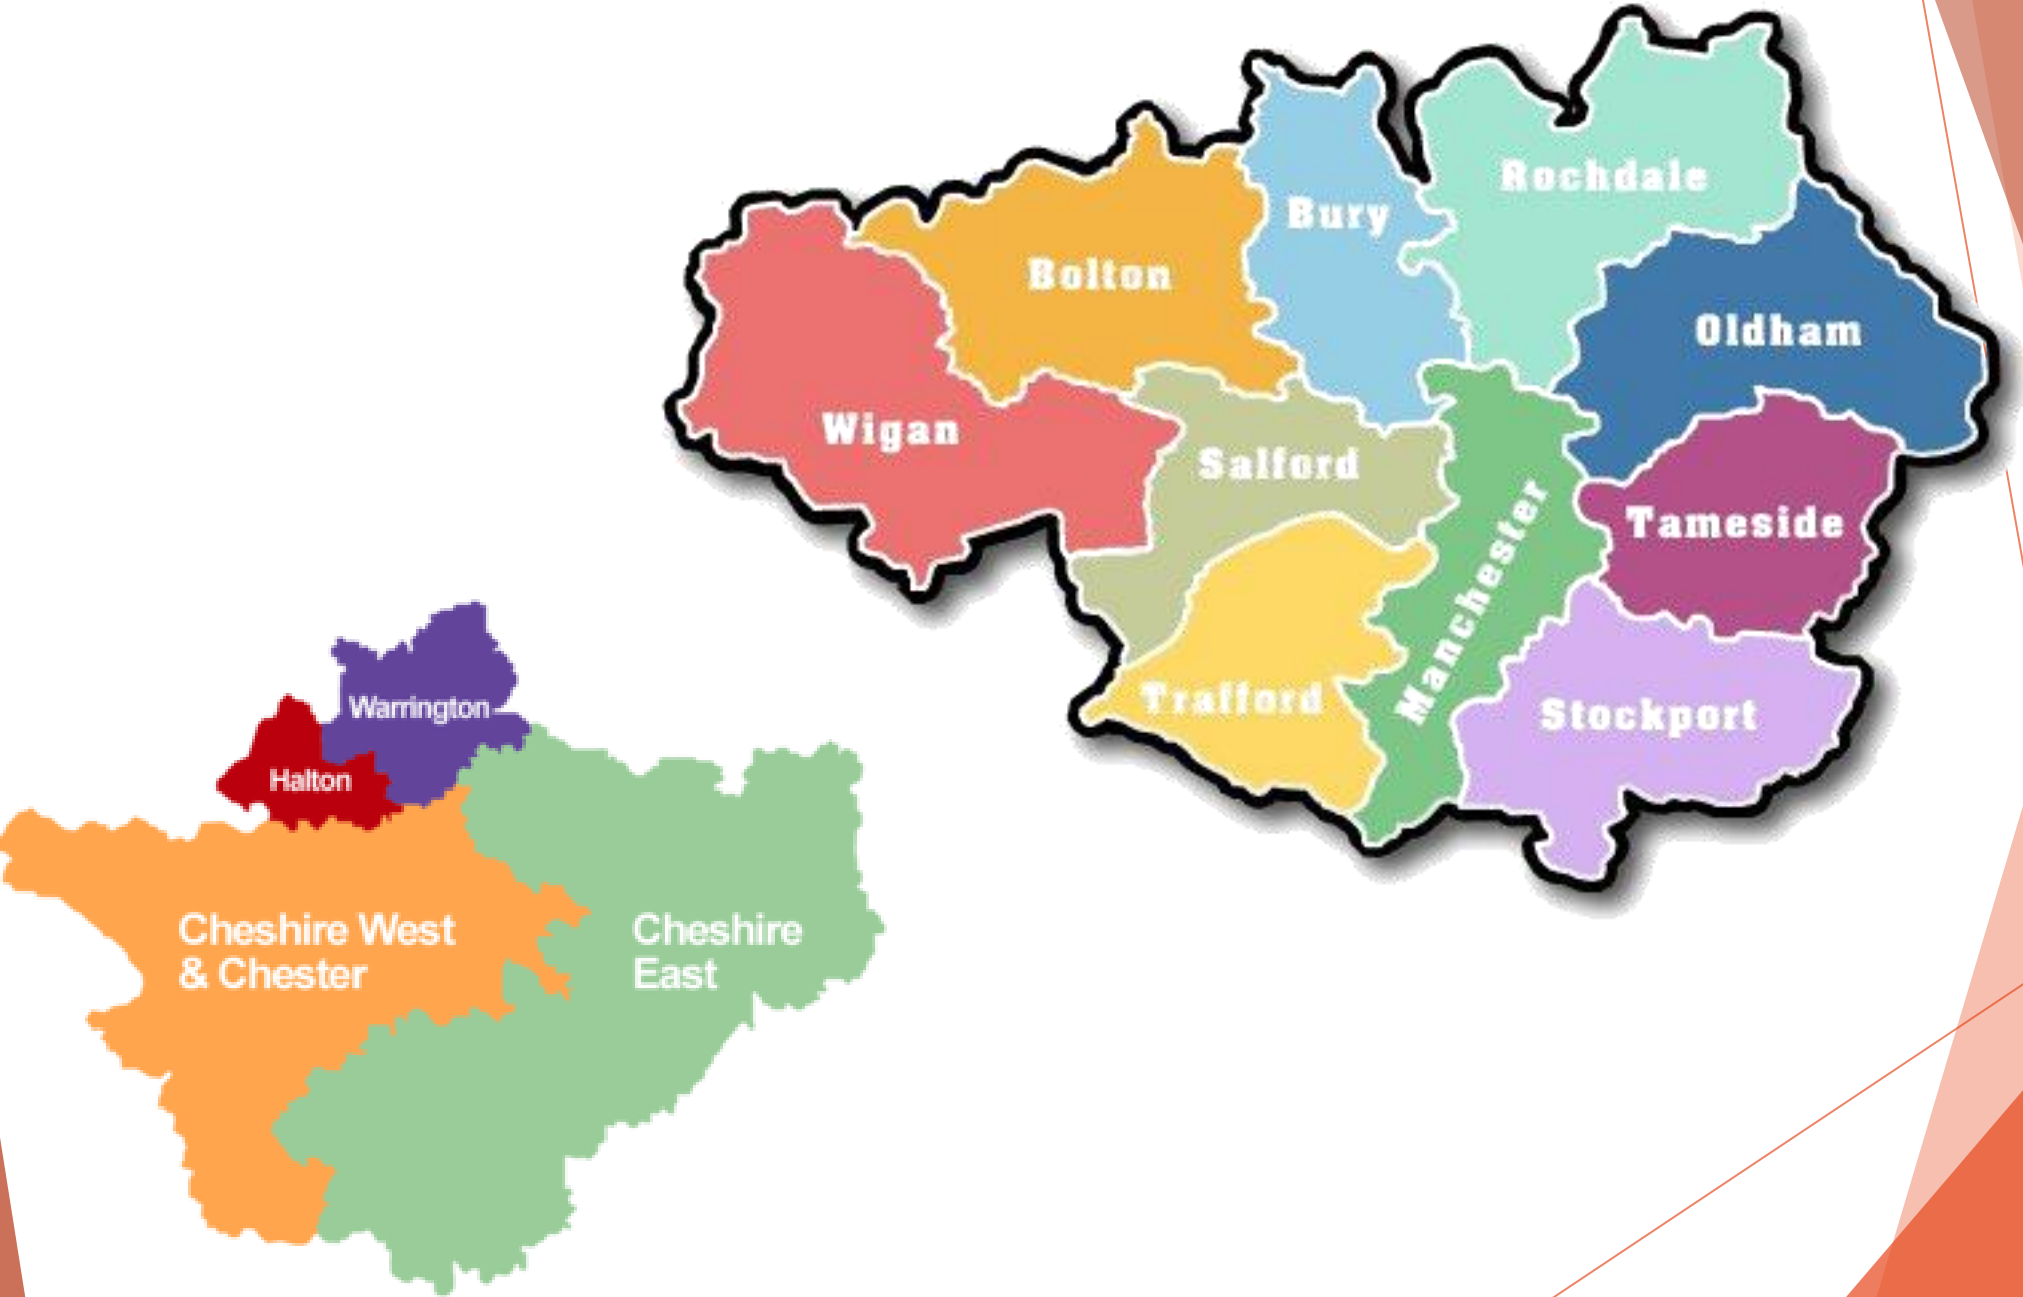 Rochdale
Bury
Bolton
Oldham
Wigan
Salford
Tameside
Manchester
Trafford
Stockport
Warrington
Halton
Cheshire West
& Chester
Cheshire
East